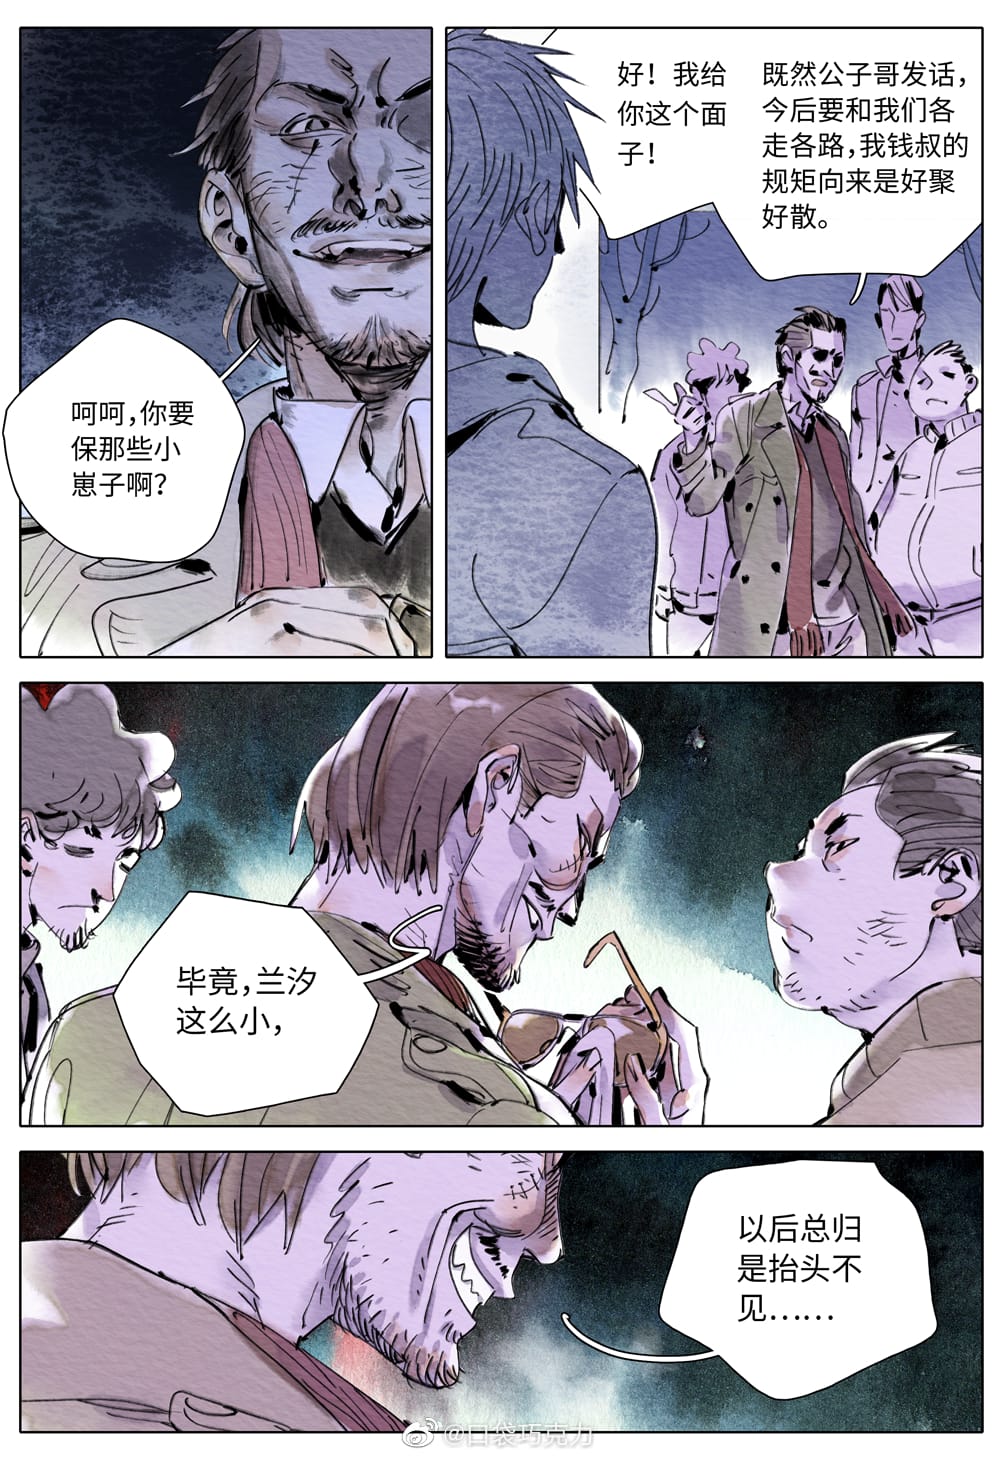 呵呵，你要
保那些小
崽子啊？
好！我给
你这个面
子！
既然公子哥发话，
今后要和我们各
走各路，我钱叔的
规矩向来是好聚
好散。
毕竟，兰汐
这么小，
以后总归
是抬头不
见……
@口袋巧克力